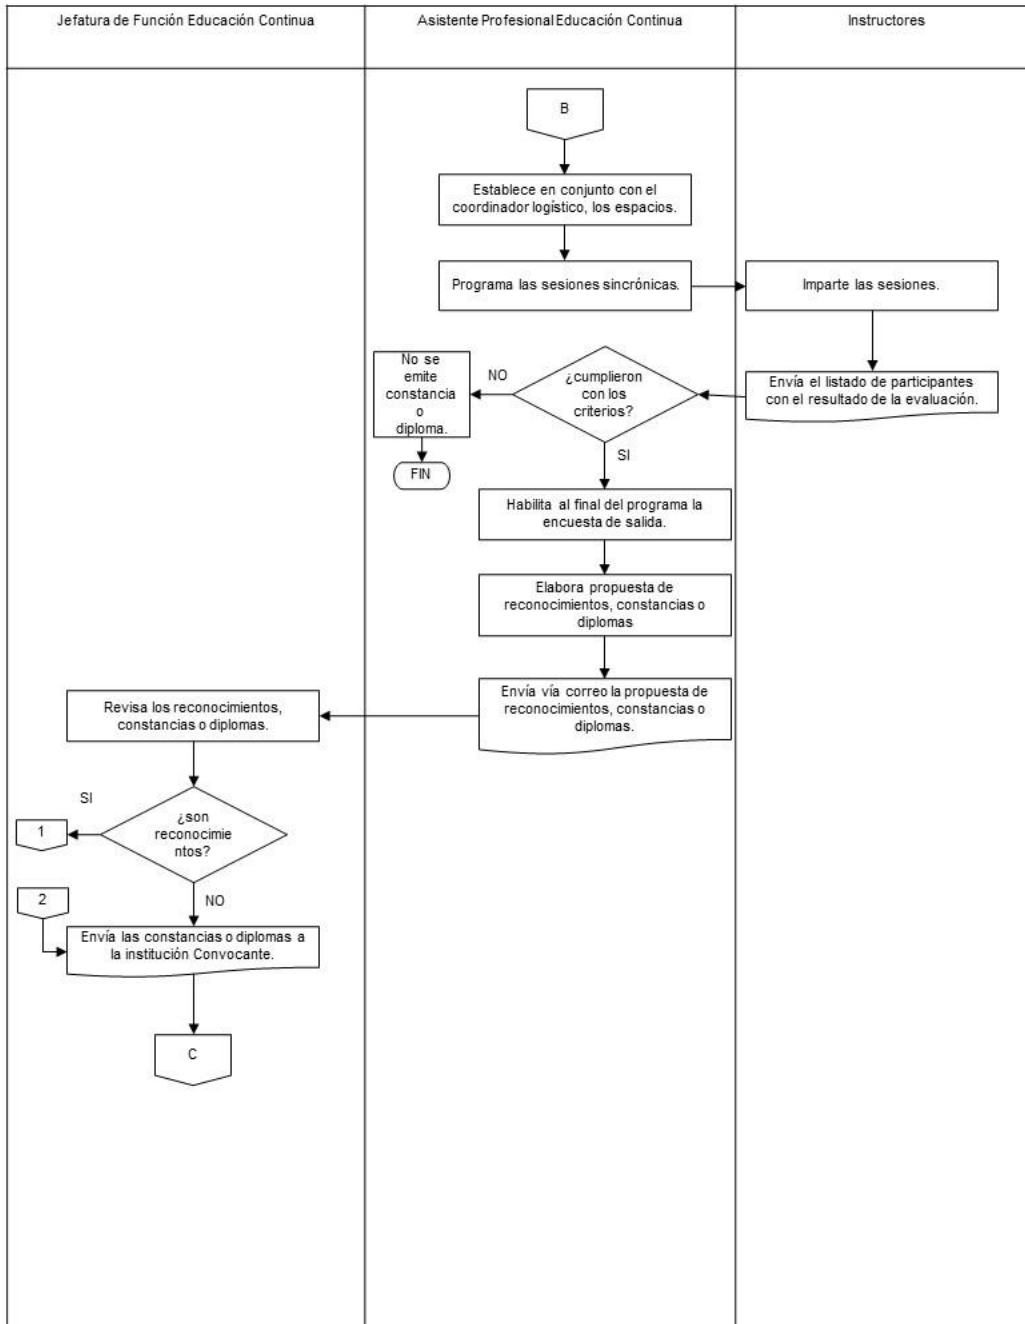 Jefatura de Función Educación Continua
Asistente Profesional Educación Continua
Instructores
B
Establece en conjunto con el
coordinador logístico, los espacios.
Programa las sesiones sincrónicas.
Imparte las sesiones.
Envía el listado de participantes
con el resultado de la evaluación.
¿cumplieron
con los
criterios?
NO
No se
emite
constancia
o
diploma.
FIN
SI
Habilita al final del programa la
encuesta de salida.
Elabora propuesta de
reconocimientos, constancias o
diplomas
Envía vía correo la propuesta de
reconocimientos, constancias o
diplomas.
Revisa los reconocimientos,
constancias o diplomas.
SI
¿son
reconocimie
ntos?
1
NO
2
Envía las constancias o diplomas a
la institución Convocante.
C